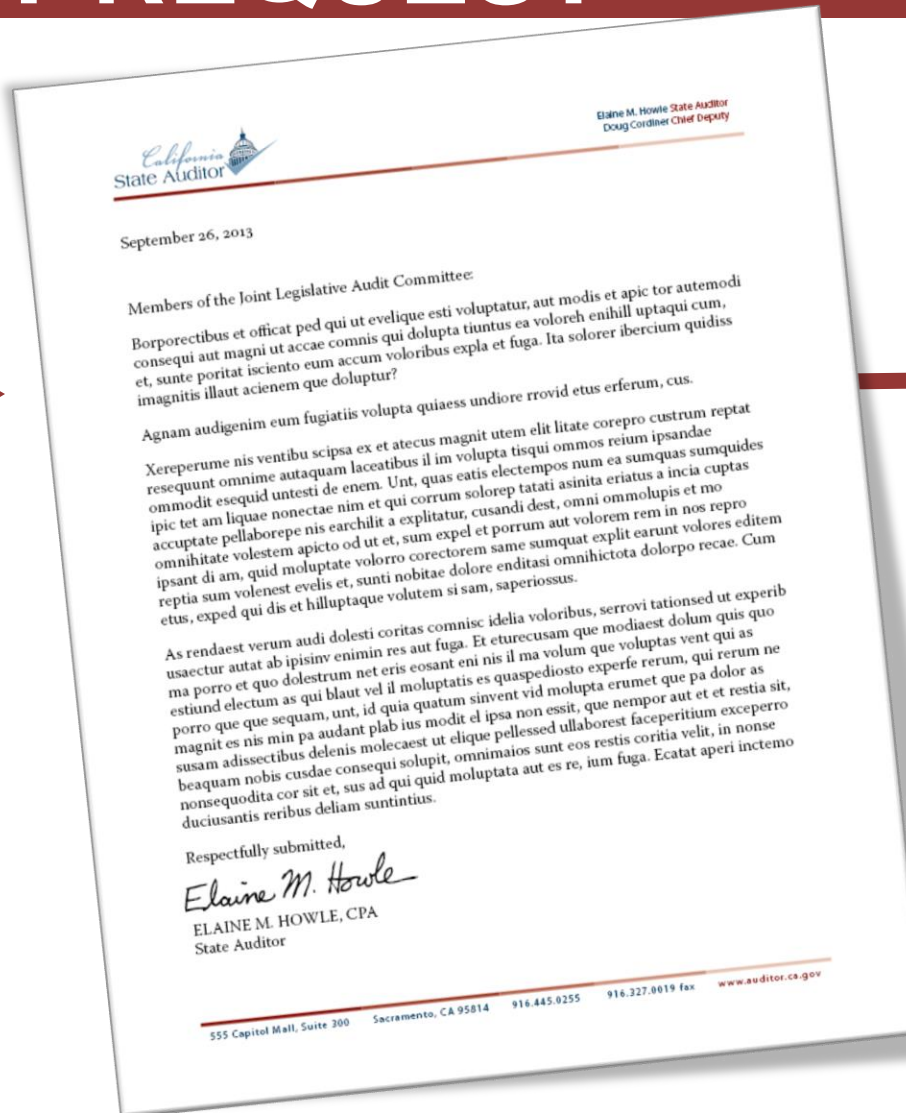 REQUEST
California
State Auditor
Elaine M. Howle State Auditor
Doug Cordiner Chief Deputy
September 26, 2013
Members of the Joint Legislative Audit Committee:
Borporectibus et officat ped qui ut evelique esti voluptatur, aut modis et apic tor autemodi
consequi aut magni ut accae comnis qui dolupta tiuntus ea voloreh enihill uptaqui cum,
et, sunte poritat isciento eum accum voloribus expla et fuga. Ita solorer ibercium quidiss
imagnitis illaut acienem que doluptur?
Agnam audigenim eum fugiatiis volupta quiaess undiore rrovid etus erferum, cus.
Xereperume nis ventibu scipsa ex et atecus magnit utem elit litate corepro custrum reptat
resequunt omnime autaquam laceatibus il im volupta tisqui ommos reium ipsandae
ommodit esequid untesti de enem. Unt, quas eatis electempos num ea sumquas sumquides
ipic tet am liquae nonectae nim et qui corrum solorep tatati asinita eriatus a incia cuptas
accuptate pellaborepe nis earchilit a explitatur, cusandi dest, omni ommolupis et mo
omnihitate volestem apicto od ut et, sum expel et porrum aut volorem rem in nos repro
ipsant di am, quid moluptate volorro corectorem same sumquat explit earunt volores editem
reptia sum volenest evelis et, sunti nobitae dolore enditasi omnihictota dolorpo recae. Cum
etus, exped qui dis et hilluptaque volutem si sam, saperiossus.
As rendaest verum audi dolesti coritas comnisc idelia voloribus, serrovi tationsed ut experib
usaectur autat ab ipisinv enimin res aut fuga. Et eturecusam que modiaest dolum quis quo
ma porro et quo dolestrum net eris eosant eni nis il ma volum que voluptas vent qui as
estiund electum as qui blaut vel il moluptatis es quaspediosto experfe rerum, qui rerum ne
porro que que sequam, unt, id quia quatum sinvent vid molupta erumet que pa dolor as
magnit es nis min pa audant plab ius modit el ipsa non essit, que nempor aut et et restia sit,
susam adissectibus delenis molecaest ut elique pellessed ullaborest faceperitium exceperro
beaquam nobis cusdae consequi solupit, omnimaios sunt eos restis coritia velit, in nonse
nonsequodita cor sit et, sus ad qui quid moluptata aut es re, ium fuga. Ecatat aperi inctemo
duciusantis reribus deliam suntintius.
Respectfully submitted,
Elaine M. Howle
ELAINE M. HOWLE, CPA
State Auditor
555 Capitol Mall, Suite 300 Sacramento, CA 95814 916.445.0255 916.327.0019 fax www.auditor.ca.gov